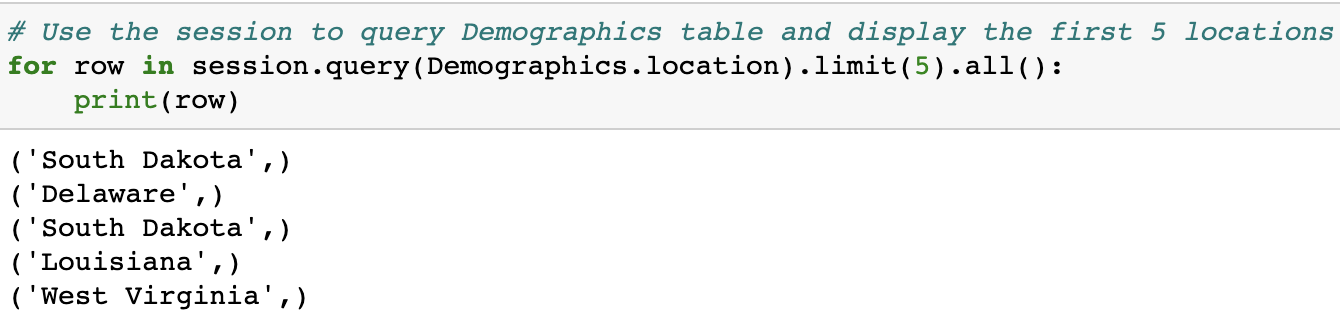 # Use the session to query Demographics table and display the first 5 locations
for row in session.query(Demographics.location).limit(5).all():
    print(row)
('South Dakota',)
('Delaware',)
('South Dakota',)
('Louisiana',)
('West Virginia',)